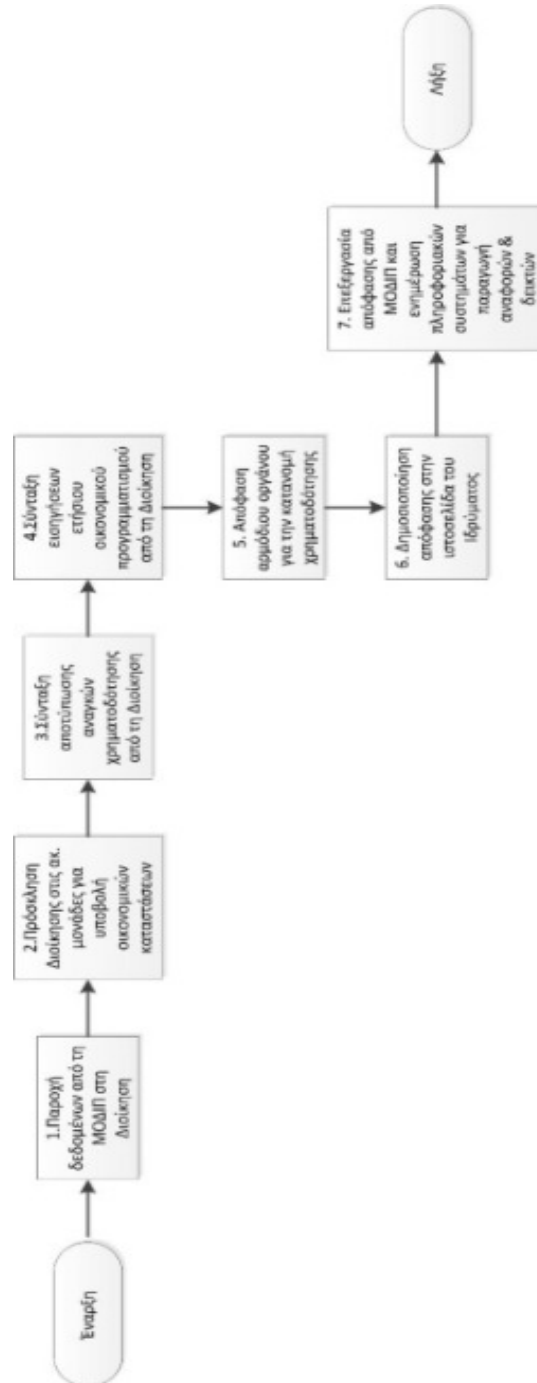 Έναρξη
1.Παροχή
δεδομένων από τη
ΜΟΔΙΠ στη
Διοίκηση
2.Πρόσκληση
Διοίκησης στις ακ.
μονάδες για
υποβολή
οικονομικών
καταστάσεων
3.Σύνταξη
αποτύπωσης
αναγκών
χρηματοδότησης
από τη Διοίκηση
4.Σύνταξη
εισηγήσεων
ετήσιου
οικονομικού
προγραμματισμού
από τη Διοίκηση
5. Απόφαση
αρμόδιου οργάνου
για την κατανομή
χρηματοδότησης
6. Δημοσιοποίηση
απόφασης στην
ιστοσελίδα του
Ιδρύματος
7. Επεξεργασία
απόφασης από
ΜΟΔΙΠ και
ενημέρωση
πληροφοριακών
συστημάτων για
παραγωγή
αναφορών &
δεικτών
Λήξη